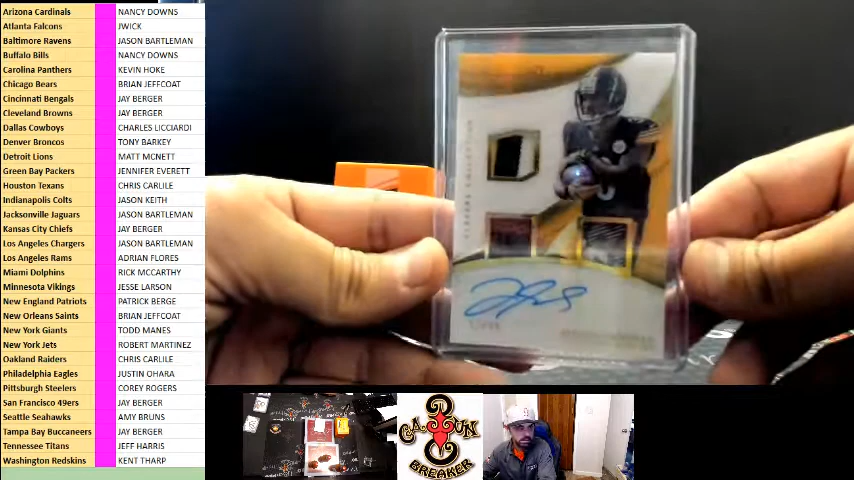 Arizona Cardinals NANCY DOWNS
Atlanta Falcons JWICK
Baltimore Ravens JASON BARTLEMAN
Buffalo Bills NANCY DOWNS
Carolina Panthers KEVIN HOKE
Chicago Bears BRIAN JEFFCOAT
Cincinnati Bengals JAY BERGER
Cleveland Browns JAY BERGER
Dallas Cowboys CHARLES LICCIARDI
Denver Broncos TONY BARKEY
Detroit Lions MATT MCNETT
Green Bay Packers JENNIFER EVERETT
Houston Texans CHRIS CARLILE
Indianapolis Colts JASON KEITH
Jacksonville Jaguars JASON BARTLEMAN
Kansas City Chiefs JAY BERGER
Los Angeles Chargers JASON BARTLEMAN
Los Angeles Rams ADRIAN FLORES
Miami Dolphins RICK MCCARTHY
Minnesota Vikings JESSE LARSON
New England Patriots PATRICK BERGE
New Orleans Saints BRIAN JEFFCOAT
New York Giants TODD MANES
New York Jets ROBERT MARTINEZ
Oakland Raiders CHRIS CARLILE
Philadelphia Eagles JUSTIN OHARA
Pittsburgh Steelers COREY ROGERS
San Francisco 49ers JAY BERGER
Seattle Seahawks AMY BRUNS
Tampa Bay Buccaneers JAY BERGER
Tennessee Titans JEFF HARRIS
Washington Redskins KENT THARP
CAJUN
BREAKER